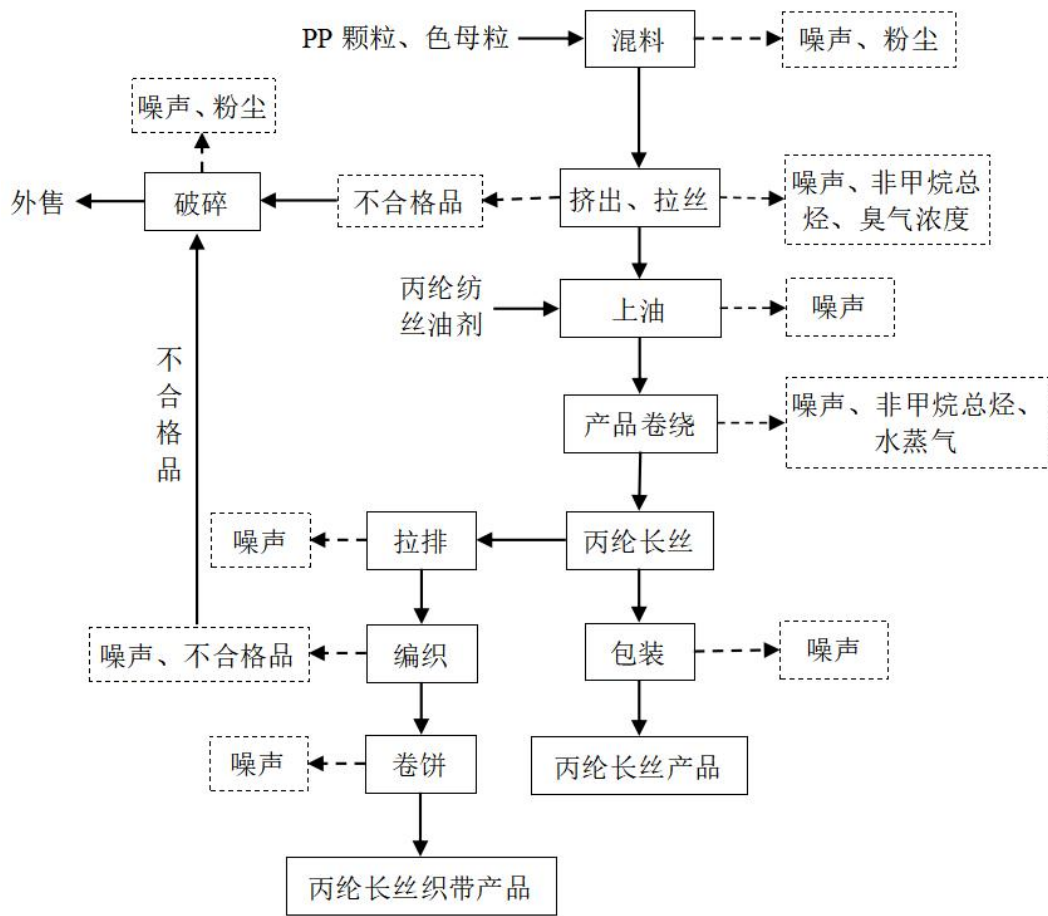 PP 颗粒、色母粒
混料
噪声、粉尘
噪声、粉尘
外售
破碎
不合格品
挤出、拉丝
噪声、非甲烷总
烃、臭气浓度
丙纶纺
丝油剂
上油
噪声
不合格品
产品卷绕
噪声、非甲烷总烃、
水蒸气
噪声
拉排
丙纶长丝
噪声、不合格品
编织
包装
噪声
噪声
卷饼
丙纶长丝产品
丙纶长丝织带产品